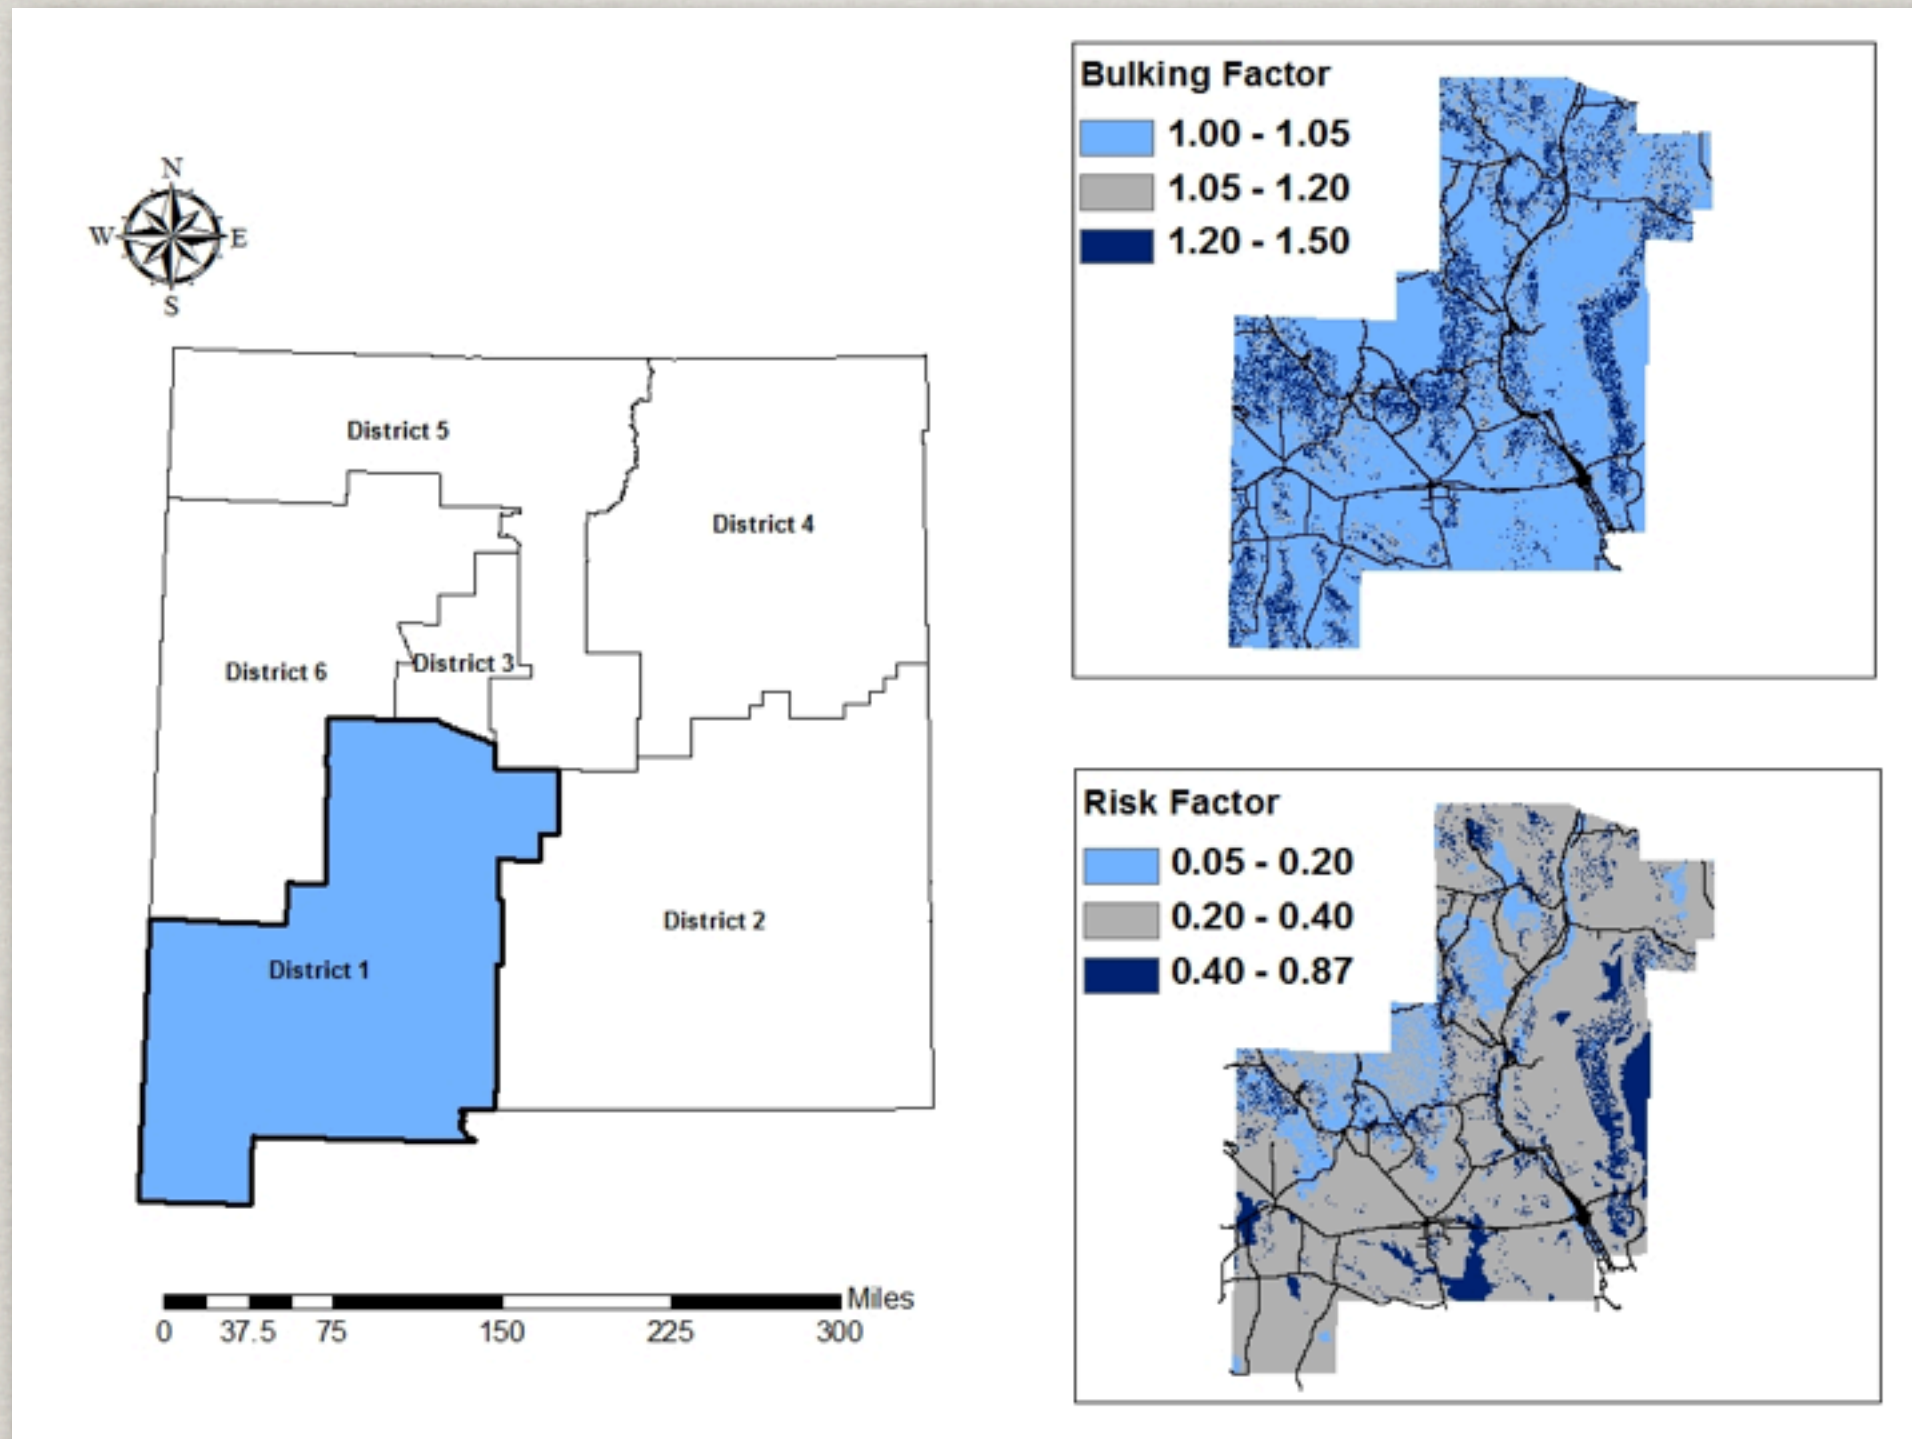 N
W E
S
District 5
District 4
District 3
District 6
District 2
District 1
Miles
0 37.5 75 150 225 300
Bulking Factor
1.00 - 1.05
1.05 - 1.20
1.20 - 1.50
Risk Factor
0.05 - 0.20
0.20 - 0.40
0.40 - 0.87